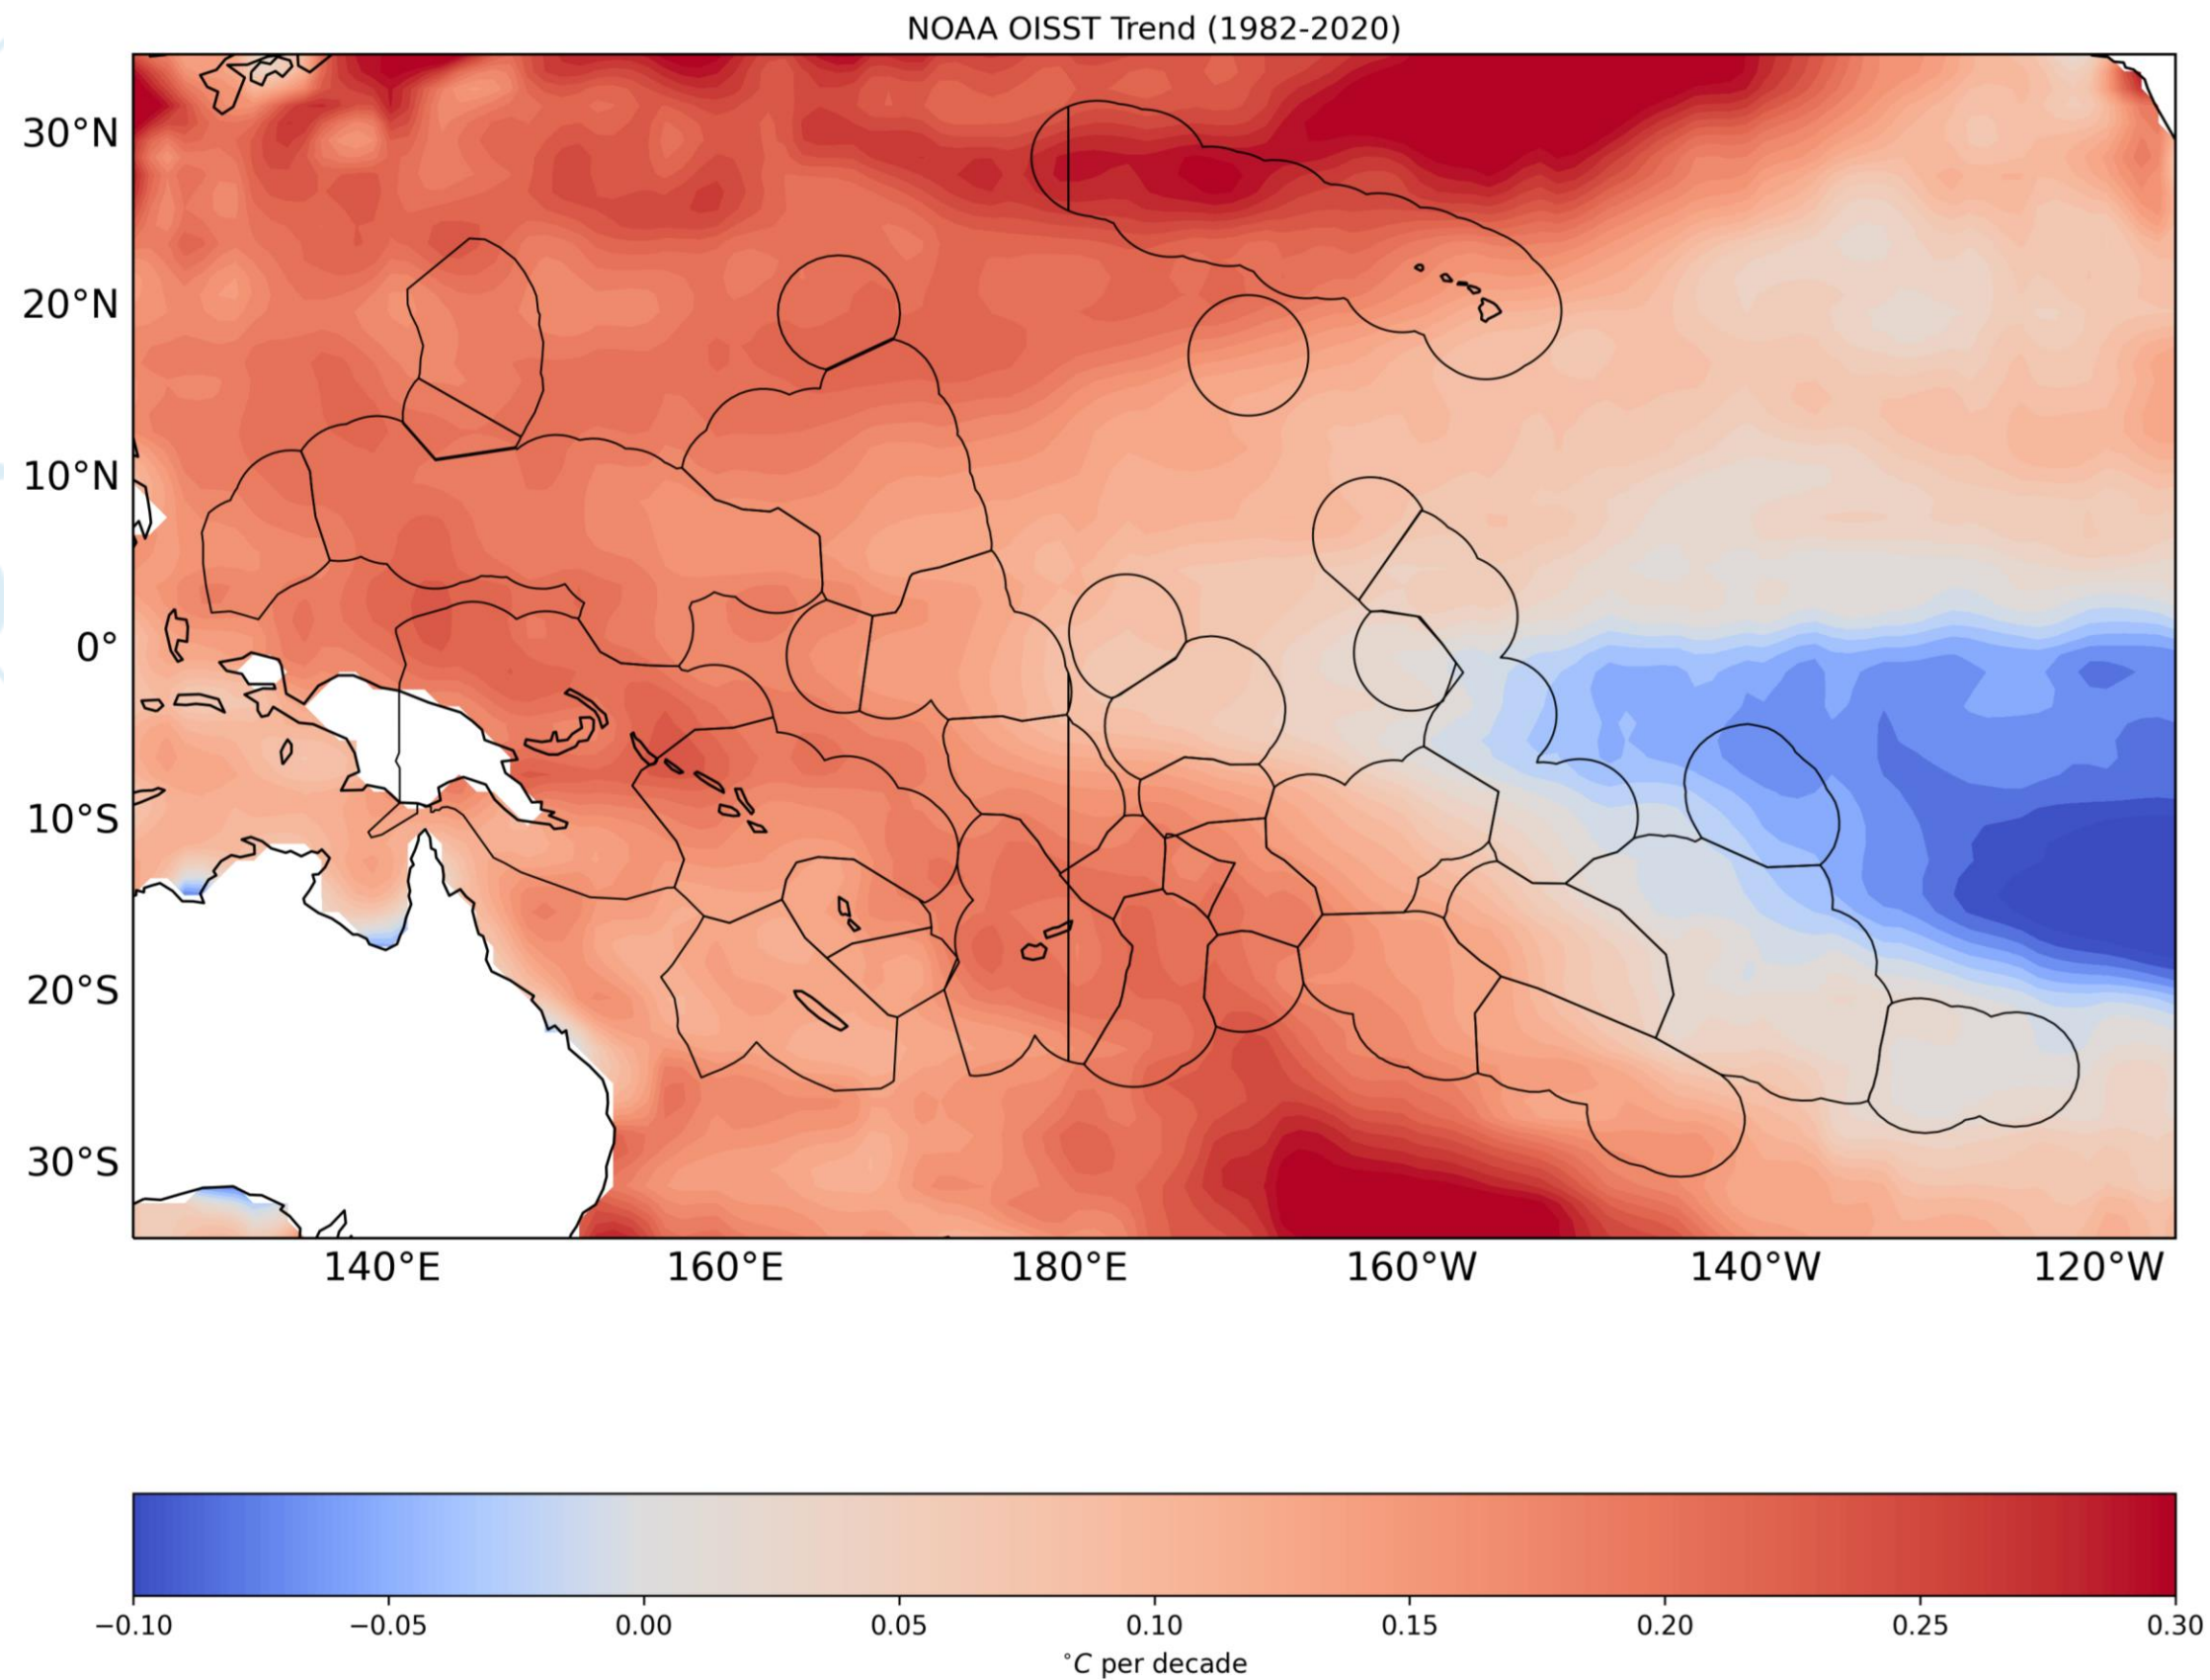 NOAA OISST Trend (1982-2020)
30°N
20°N
10°N
0°
10°S
20°S
30°S
140°E 160°E 180°E 160°W 140°W 120°W
−0.10 −0.05 0.00 0.05 0.10 0.15 0.20 0.25 0.30
°C per decade